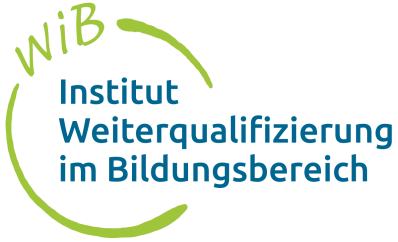 WiB
Institut
Weiterqualifizierung
im Bildungsbereich